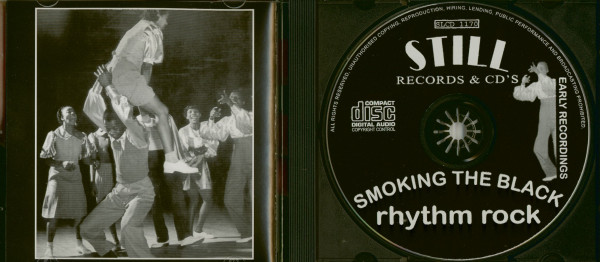 ALL RIGHTS RESERVED, UNAUTHORISED COPYING, REPRODUCTION, HIRING, LENDING, PUBLIC PERFORMANCE AND BROADCASTING PROHIBITED.
SLCD 1170
STILL
RECORDS & CD'S
COMPACT
disc
DIGITAL AUDIO
COPYRIGHT CONTROL
EARLY RECORDINGS
SMOKING THE BLACK
rhythm rock